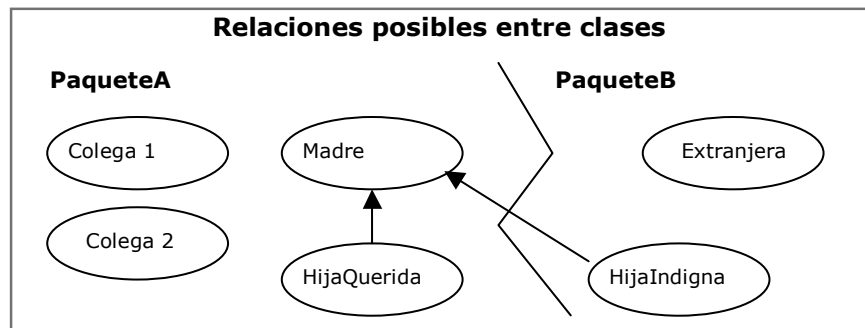 Relaciones posibles entre clases
PaqueteA
PaqueteB
Colega 1
Madre
Extranjera
Colega 2
HijaQuerida
HijaIndigna